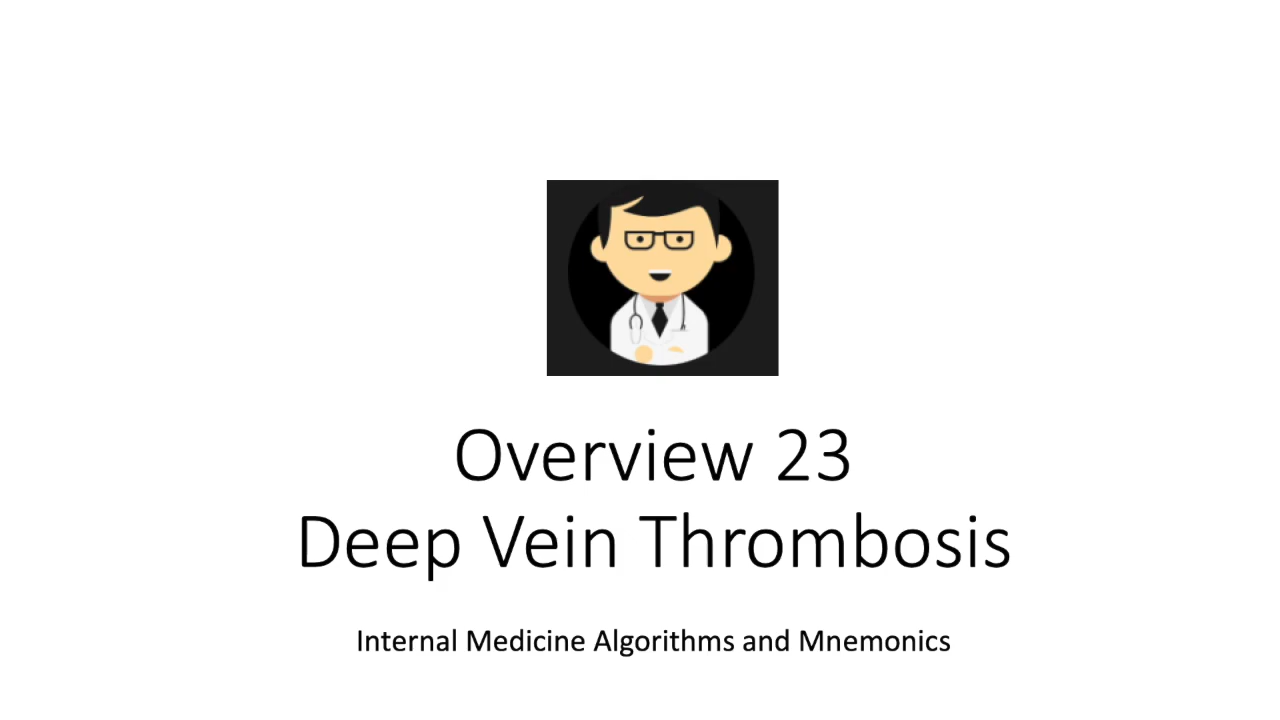 Overview 23
Deep Vein Thrombosis
Internal Medicine Algorithms and Mnemonics